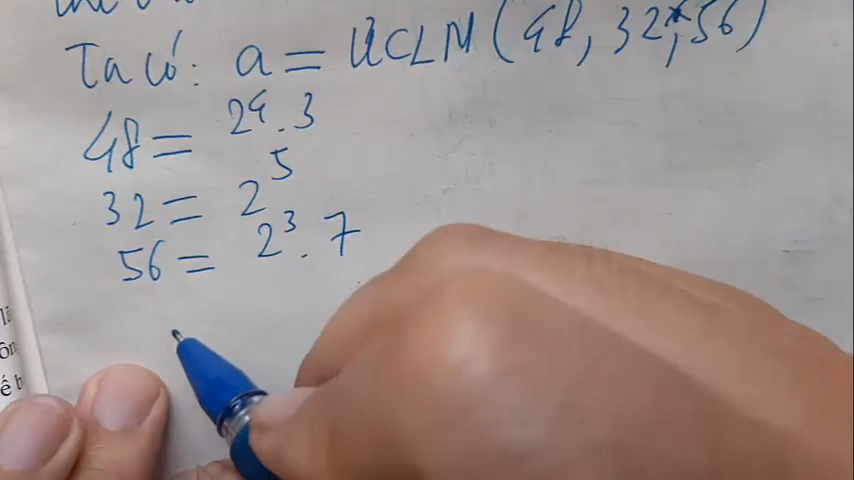 Ta có: a = ƯCLN (48, 32, 56)
48 = 2⁴ . 3
32 = 2⁵
56 = 2³ . 7